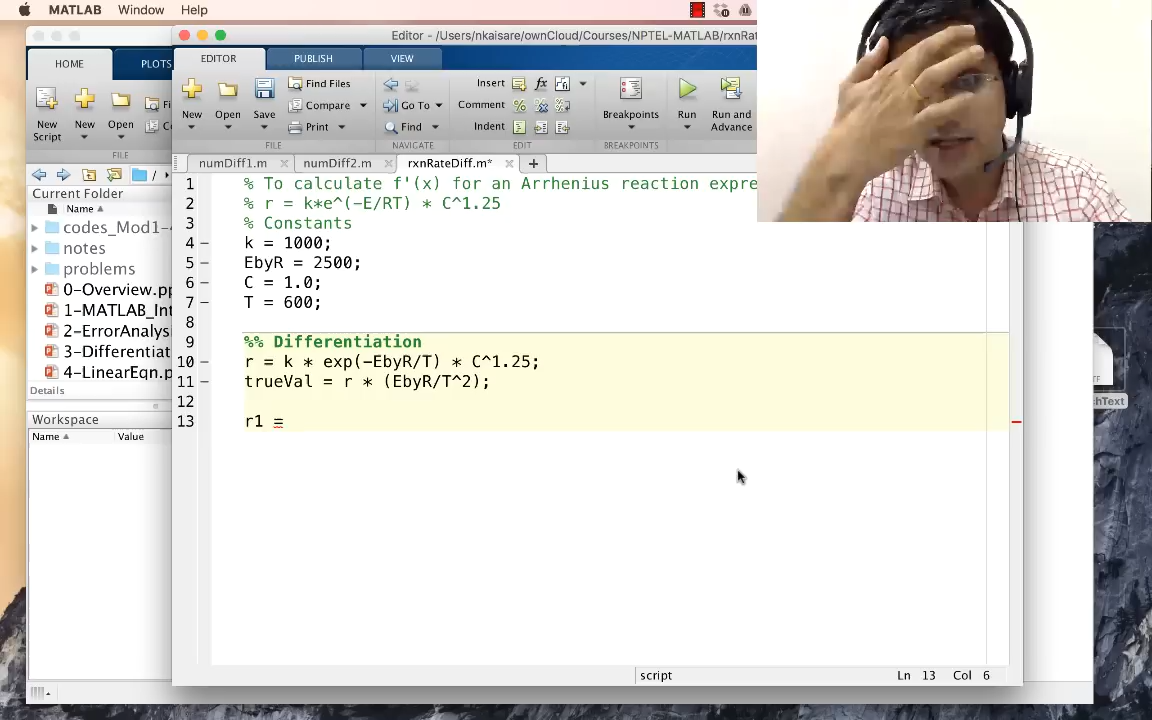 MATLAB Window Help
Editor - /Users/nkaisare/ownCloud/Courses/NPTEL-MATLAB/rxnRat
HOME PLOTS
EDITOR PUBLISH VIEW
New Script New Open Fi
FILE
New Open Save Find Files Compare Print
FILE
Go To Find
NAVIGATE
Insert Comment Indent
EDIT
Breakpoints
BREAKPOINTS
Run Run and Advance
numDiff1.m numDiff2.m rxnRateDiff.m*
Current Folder
Name
codes_Mod1-4
notes
problems
0-Overview.pp
1-MATLAB_Int
2-ErrorAnalys
3-Differentiat
4-LinearEqn.p
Details
Workspace
Name Value
1 % To calculate f'(x) for an Arrhenius reaction expre
2 % r = k*e^(-E/RT) * C^1.25
3 % Constants
4 k = 1000;
5 EbyR = 2500;
6 C = 1.0;
7 T = 600;
8
9 %% Differentiation
10 r = k * exp(-EbyR/T) * C^1.25;
11 trueVal = r * (EbyR/T^2);
12
13 r1 =
script Ln 13 Col 6
TF
chText